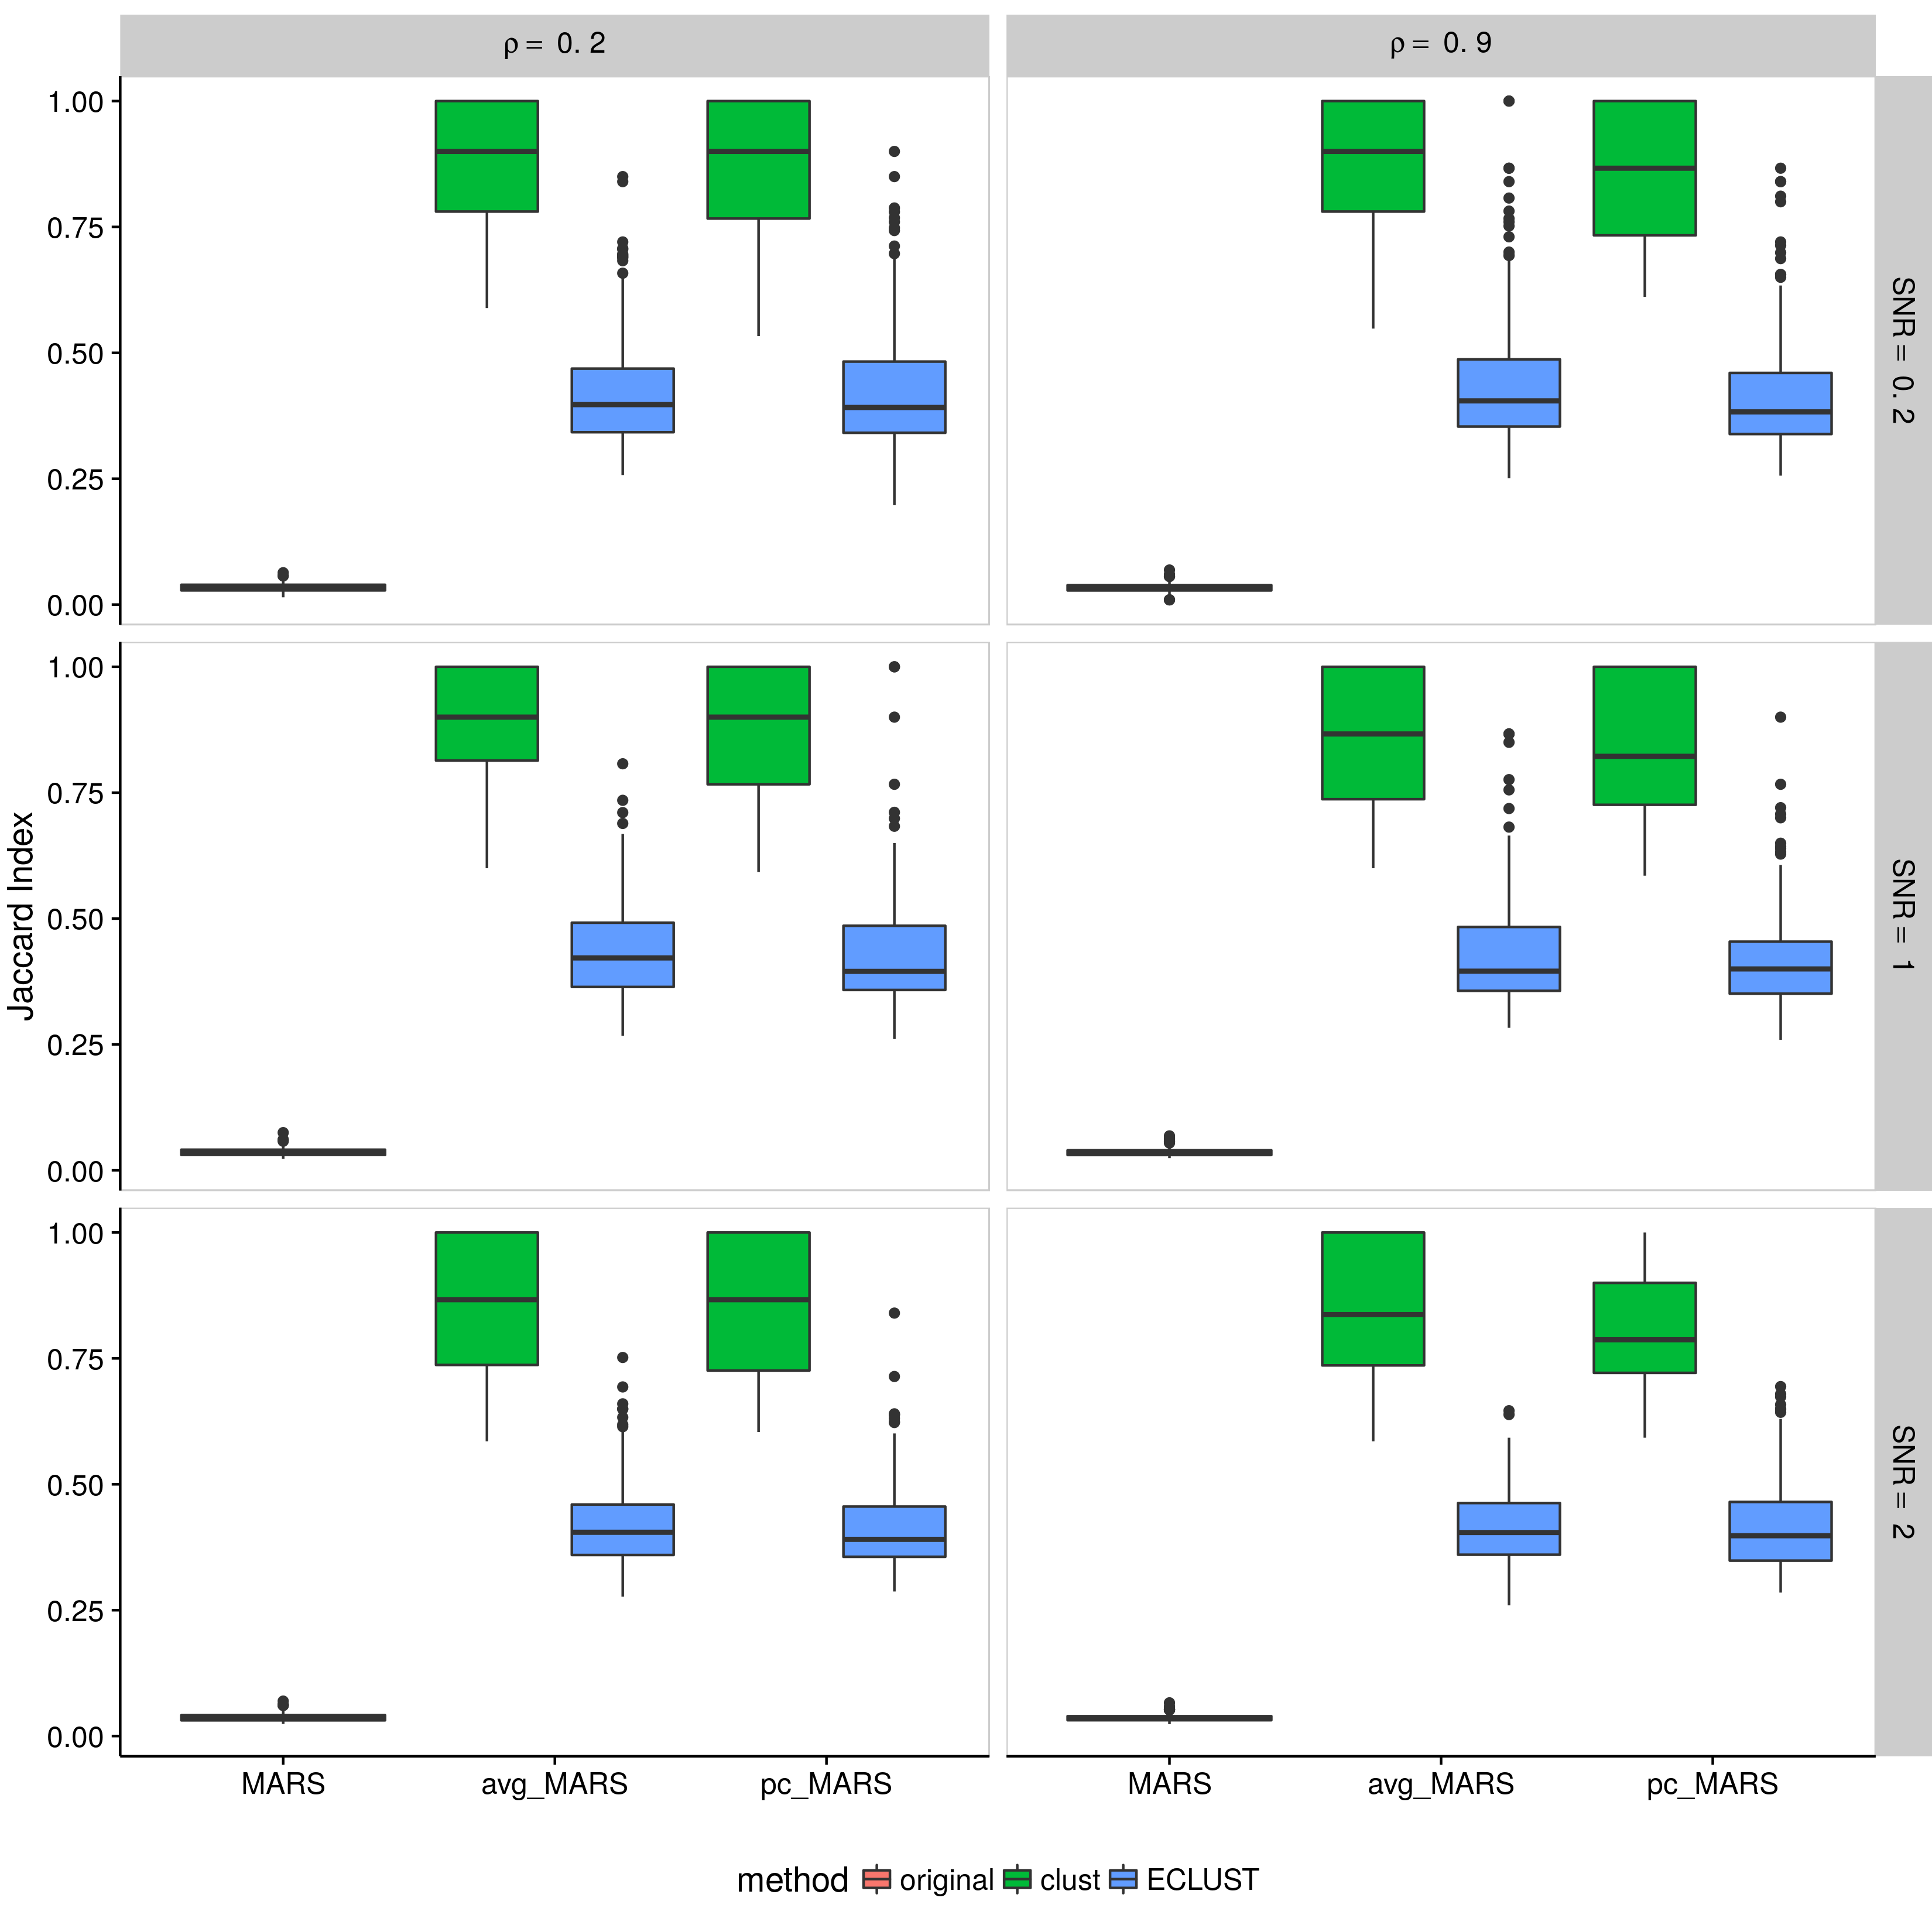 ρ = 0.2
ρ = 0.9
Jaccard Index
1.00
0.75
0.50
0.25
0.00
SNR = 0.2
1.00
0.75
0.50
0.25
0.00
SNR = 1
1.00
0.75
0.50
0.25
0.00
SNR = 2
MARS
avg_MARS
pc_MARS
MARS
avg_MARS
pc_MARS
method original clust ECLUST